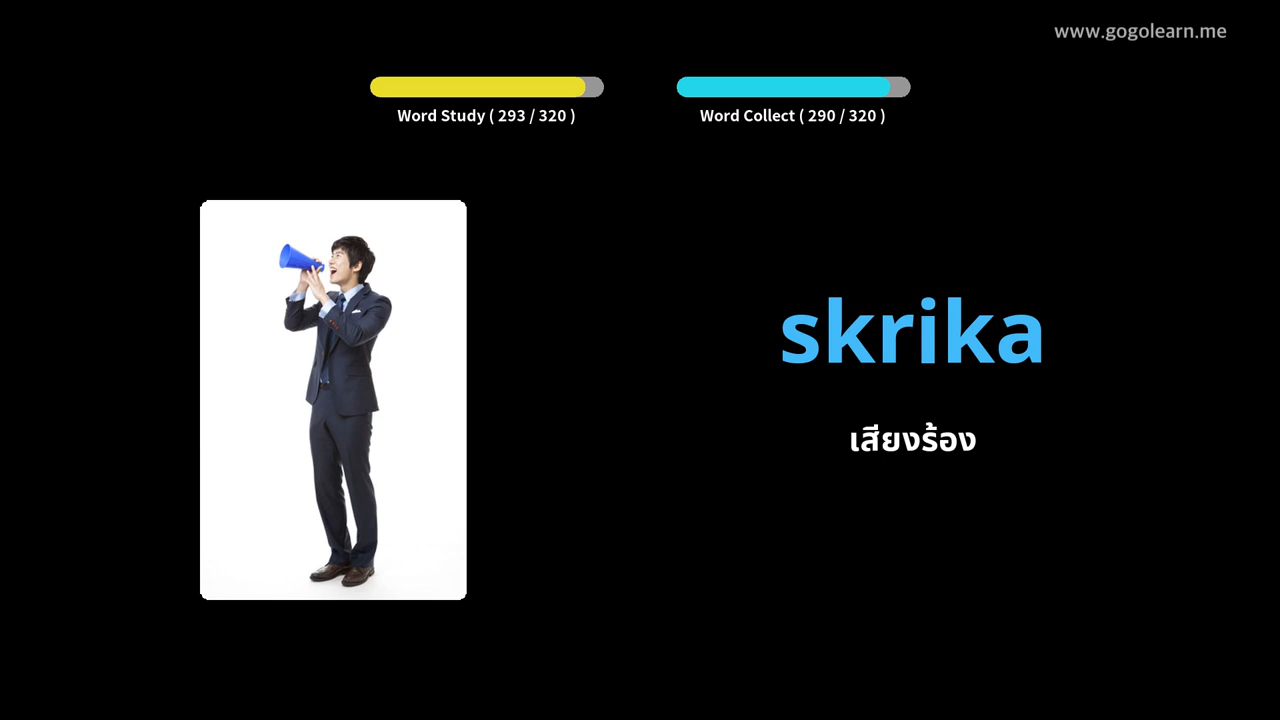 www.gogolearn.me
Word Study ( 293 / 320 )
Word Collect ( 290 / 320 )
skrika
เสียงร้อง